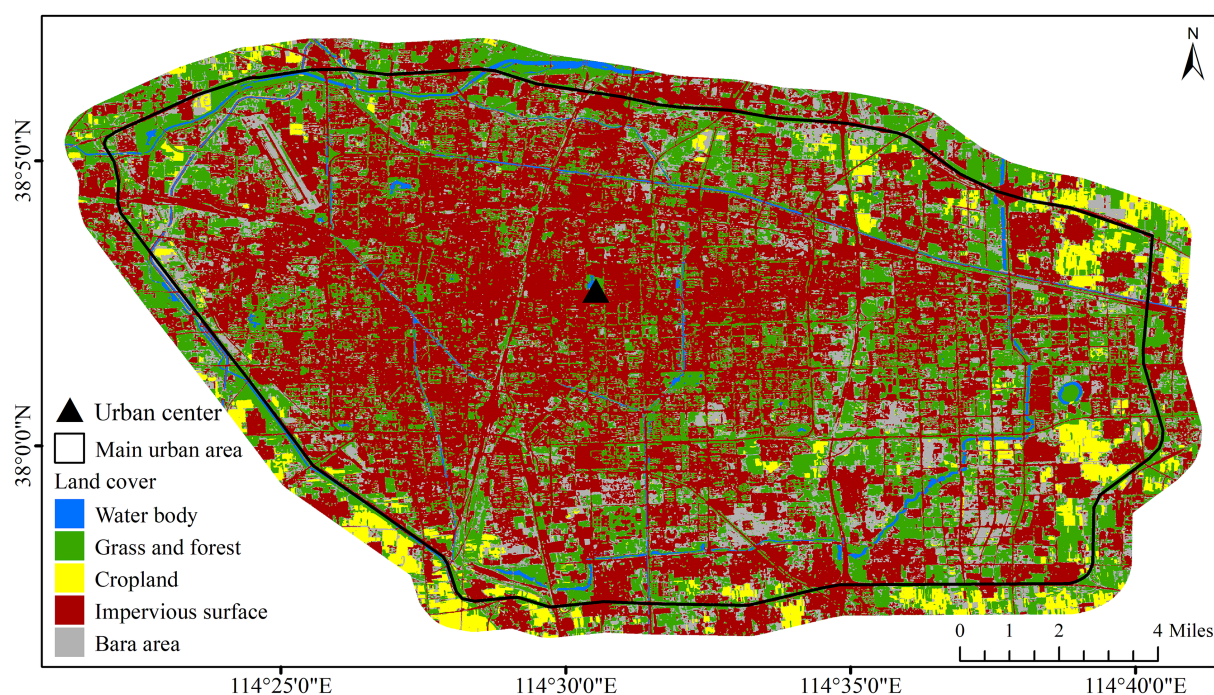 N
38°5'0"N
38°0'0"N
Urban center
Main urban area
Land cover
Water body
Grass and forest
Cropland
Impervious surface
Bara area
0 1 2 4 Miles
114°25'0"E 114°30'0"E 114°35'0"E 114°40'0"E